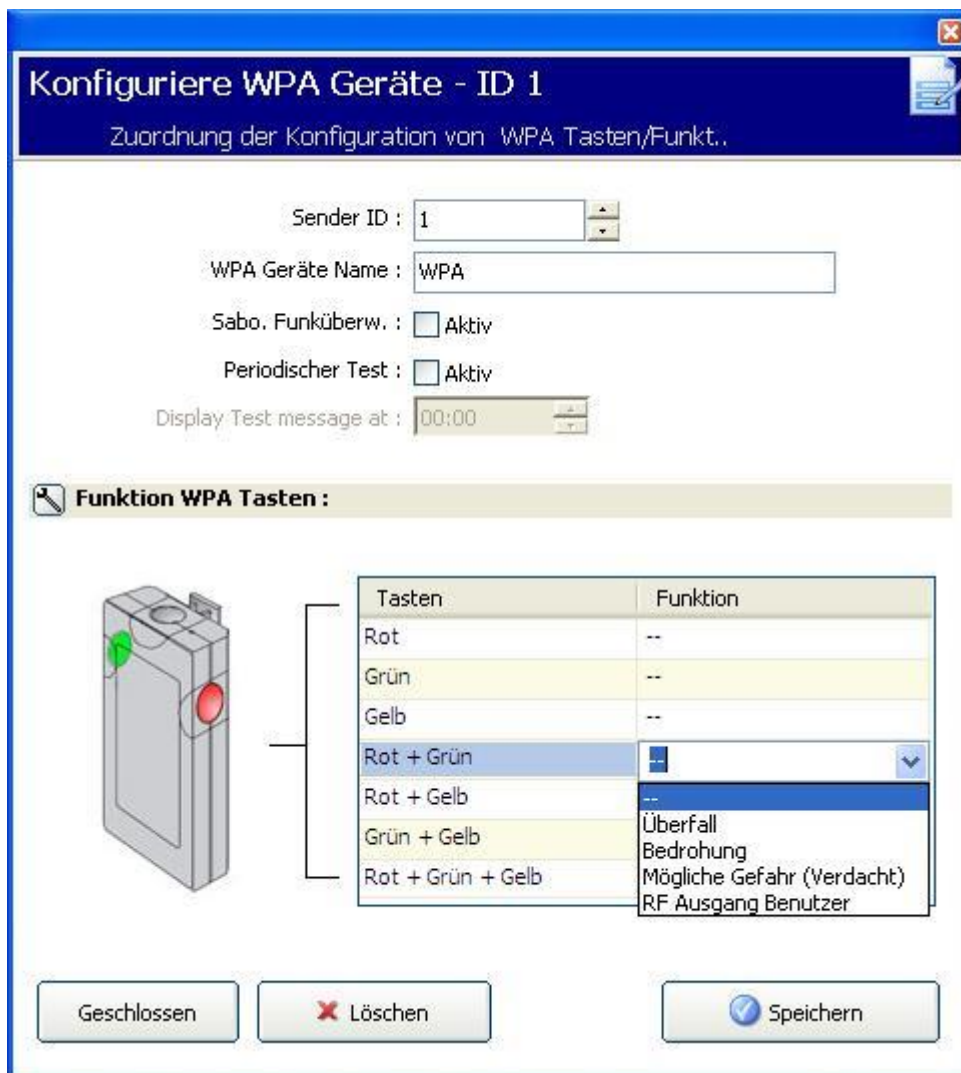 Konfiguriere WPA Geräte - ID 1
Zuordnung der Konfiguration von WPA Tasten/Funkt..
Sender ID : 1
WPA Geräte Name : WPA
Sabo. Funküberw. : Aktiv
Periodischer Test : Aktiv
Display Test message at : 00:00
Funktion WPA Tasten :
Tasten Funktion
Rot --
Grün --
Gelb --
Rot + Grün --
Rot + Gelb
Grün + Gelb
Rot + Grün + Gelb
--
Überfall
Bedrohung
Mögliche Gefahr (Verdacht)
RF Ausgang Benutzer
Geschlossen Löschen Speichern